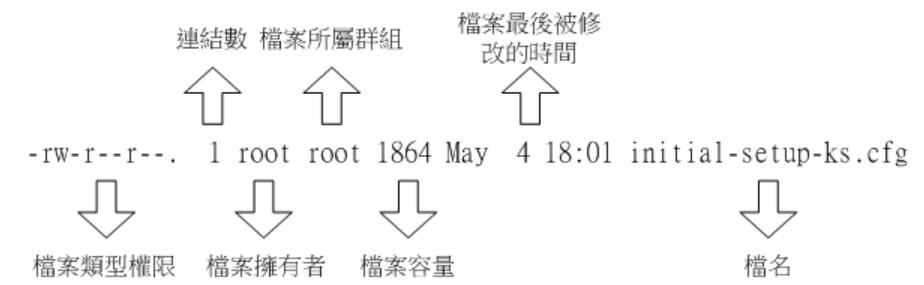 連結數 檔案所屬群組 檔案最後被修
改的時間
-rw-r--r--. 1 root root 1864 May 4 18:01 initial-setup-ks.cfg
檔案類型權限 檔案擁有者 檔案容量 檔名